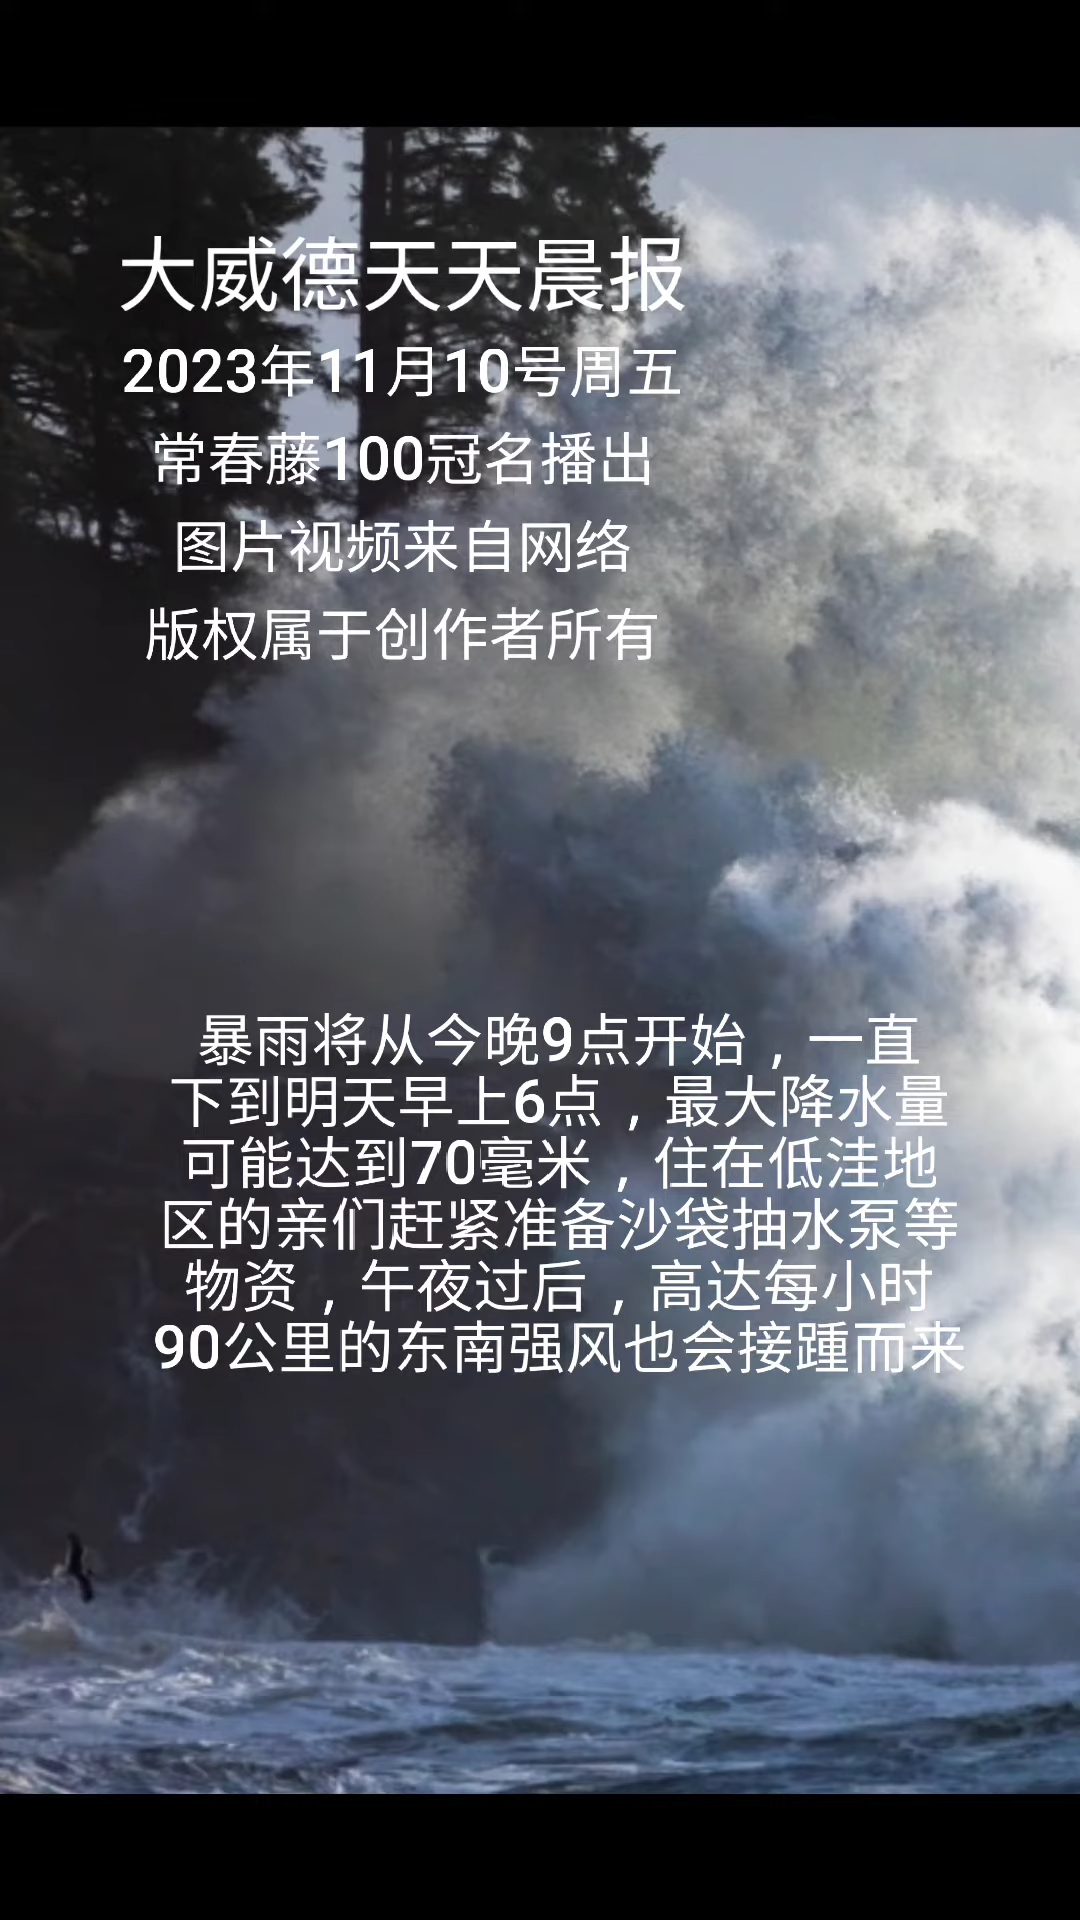 大威德天天晨报
2023年11月10号周五
常春藤100冠名播出
图片视频来自网络
版权属于创作者所有
暴雨将从今晚9点开始，一直
下到明天早上6点，最大降水量
可能达到70毫米，住在低洼地
区的亲们赶紧准备沙袋抽水泵等
物资，午夜过后，高达每小时
90公里的东南强风也会接踵而来